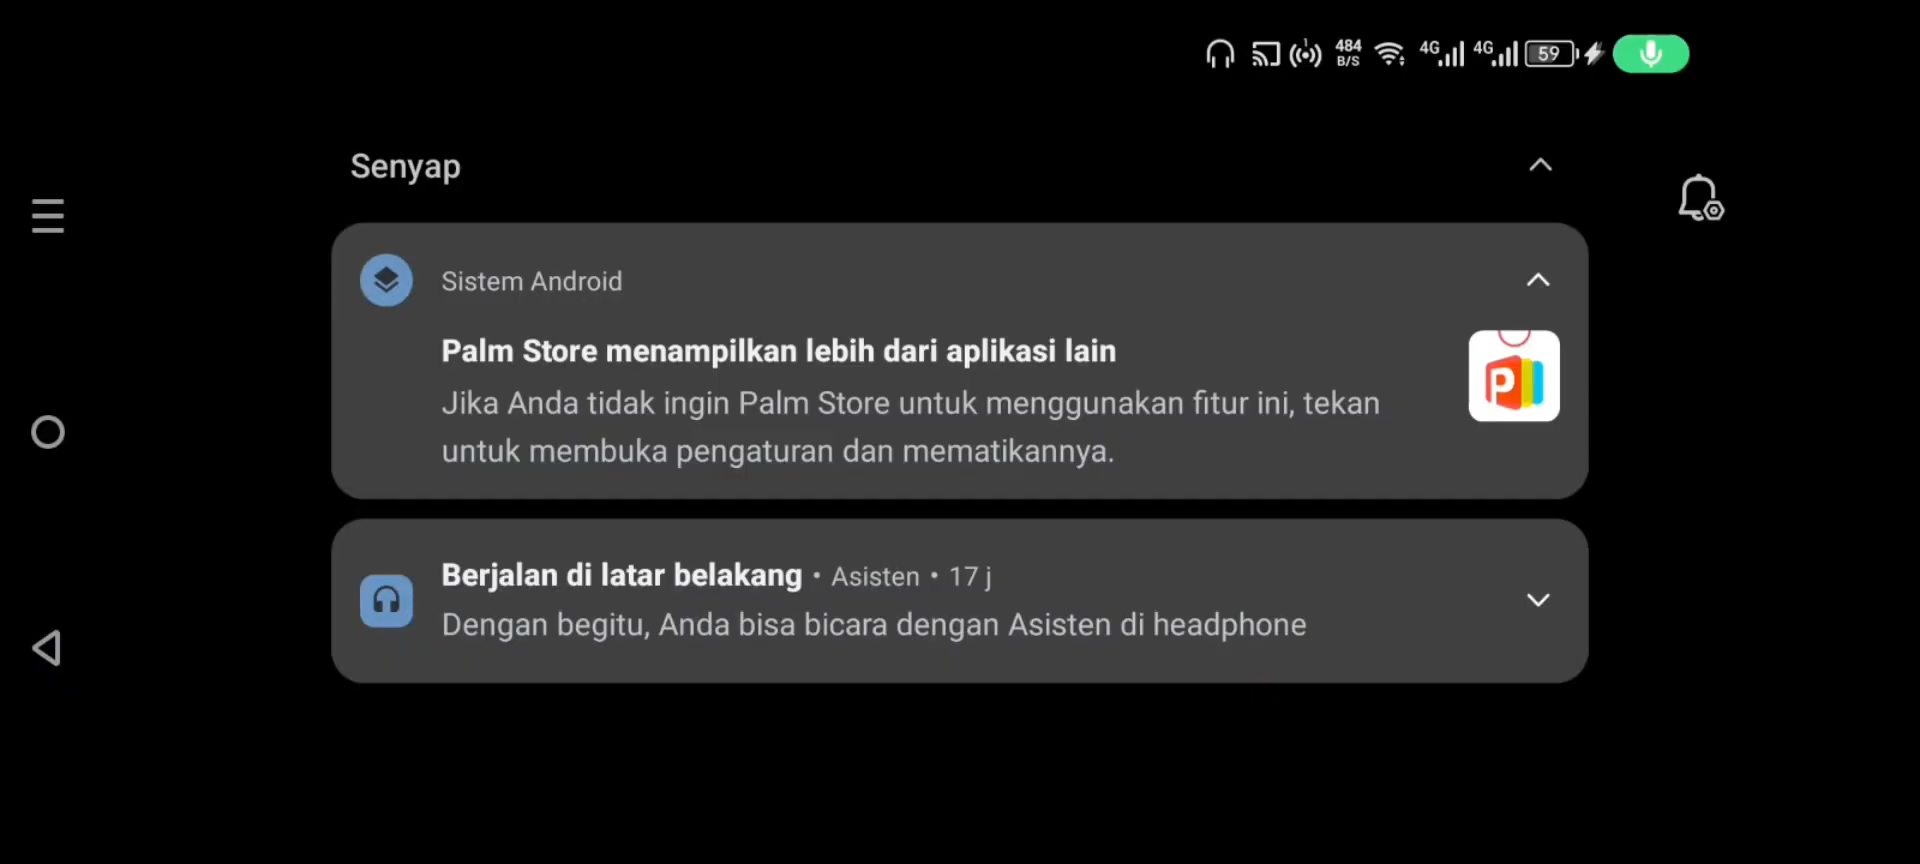 1
484
B/S
4G
4G
59
Senyap
Sistem Android
Palm Store menampilkan lebih dari aplikasi lain
Jika Anda tidak ingin Palm Store untuk menggunakan fitur ini, tekan
untuk membuka pengaturan dan mematikannya.
P
Berjalan di latar belakang • Asisten • 17 j
Dengan begitu, Anda bisa bicara dengan Asisten di headphone